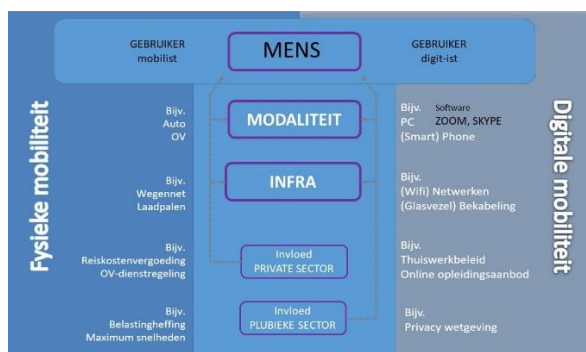 GEBRUIKER
mobilist
MENS
GEBRUIKER
digit-ist
Fysieke mobiliteit
Bijv.
Auto
OV
MODALITEIT
Bijv. Software
PC ZOOM, SKYPE
(Smart) Phone
Bijv.
Wegennet
Laadpalen
INFRA
Bijv.
(Wifi) Netwerken
(Glasvezel) Bekabeling
Bijv.
Reiskostenvergoeding
OV-dienstregeling
Invloed
PRIVATE SECTOR
Bijv.
Thuiswerkbeleid
Online opleidingsaanbod
Bijv.
Belastingheffing
Maximum snelheden
Invloed
PLUBIEKE SECTOR
Bijv.
Privacy wetgeving
Digitale mobiliteit